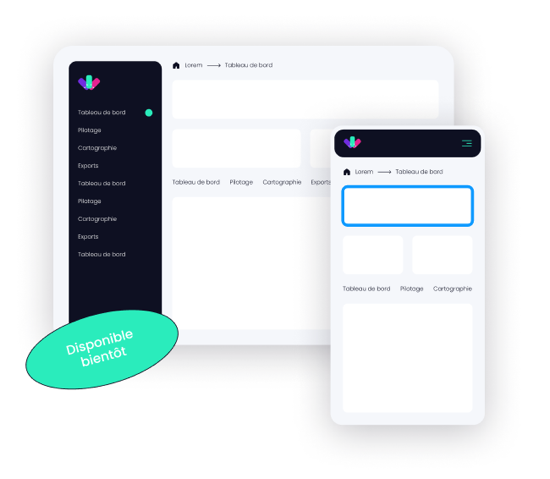 Lorem Tableau de bord
Tableau de bord
Pilotage
Cartographie
Exports
Tableau de bord
Pilotage
Cartographie
Exports
Tableau de bord
Tableau de bord Pilotage Cartographie Exports
Lorem Tableau de bord
Tableau de bord Pilotage Cartographie
Disponible
bientôt